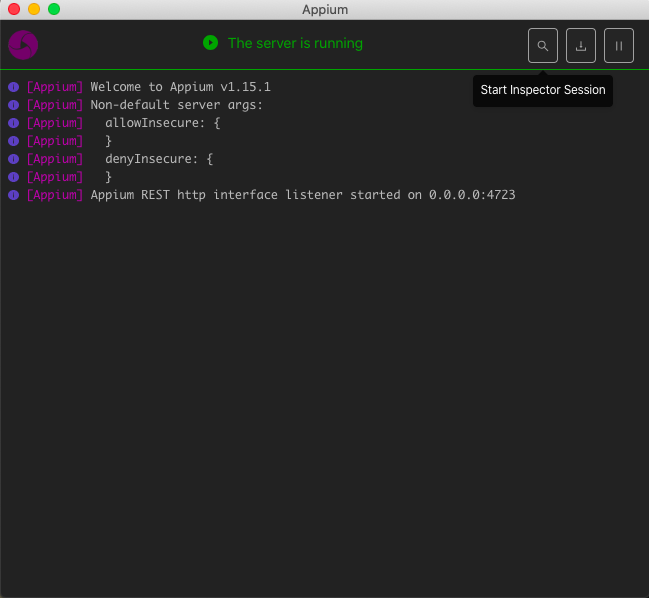 Appium
The server is running
Start Inspector Session
[Appium] Welcome to Appium v1.15.1
[Appium] Non-default server args:
[Appium]   allowInsecure: {
[Appium]   }
[Appium]   denyInsecure: {
[Appium]   }
[Appium] Appium REST http interface listener started on 0.0.0.0:4723